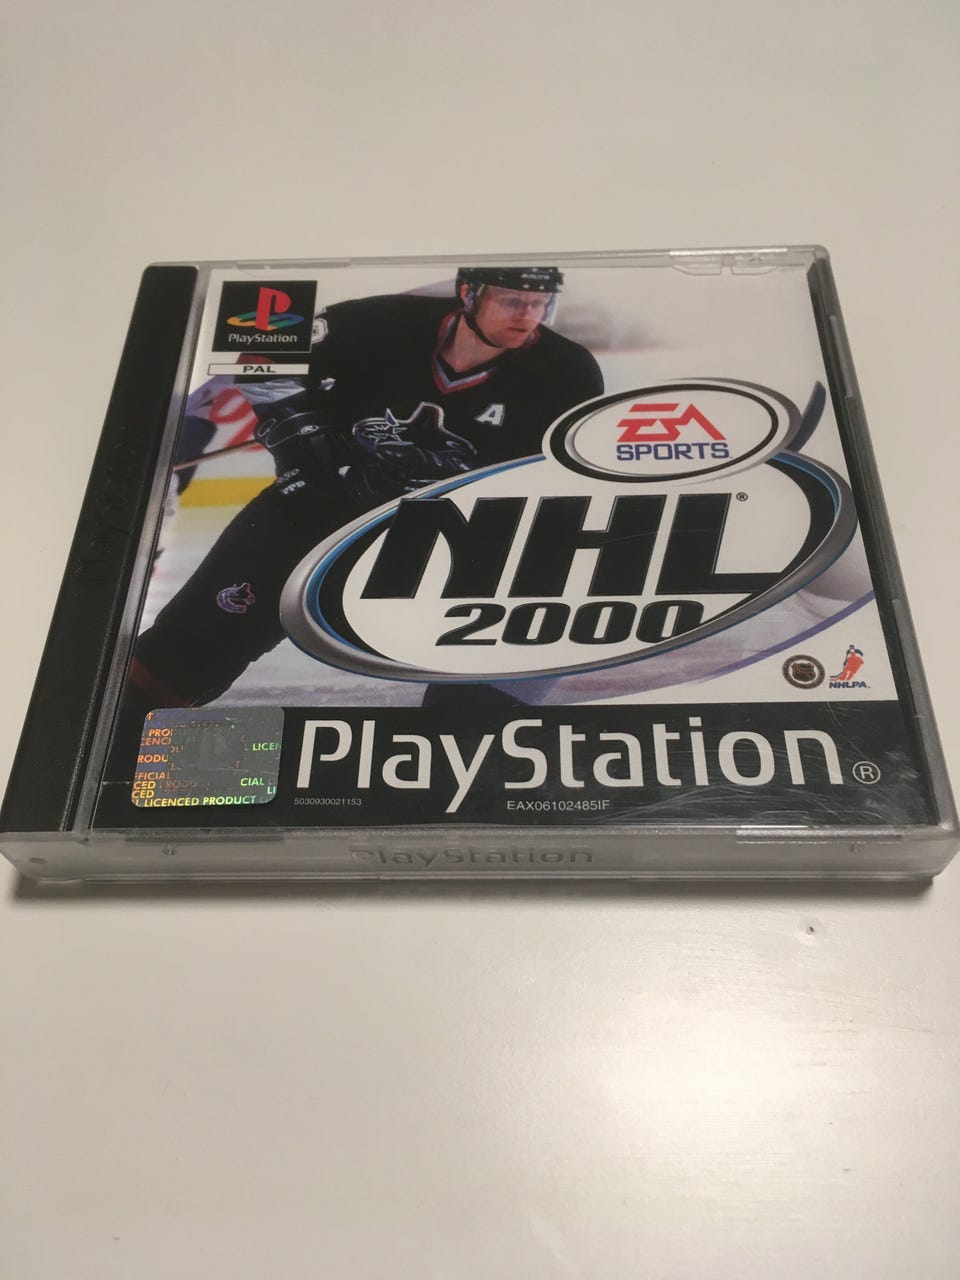 PlayStation
PAL
A
EA
SPORTS
NHL®
2000
NHLPA
LICENCED PRODUCT
PlayStation®
5030930021153
EAX06102485IF
PlayStation